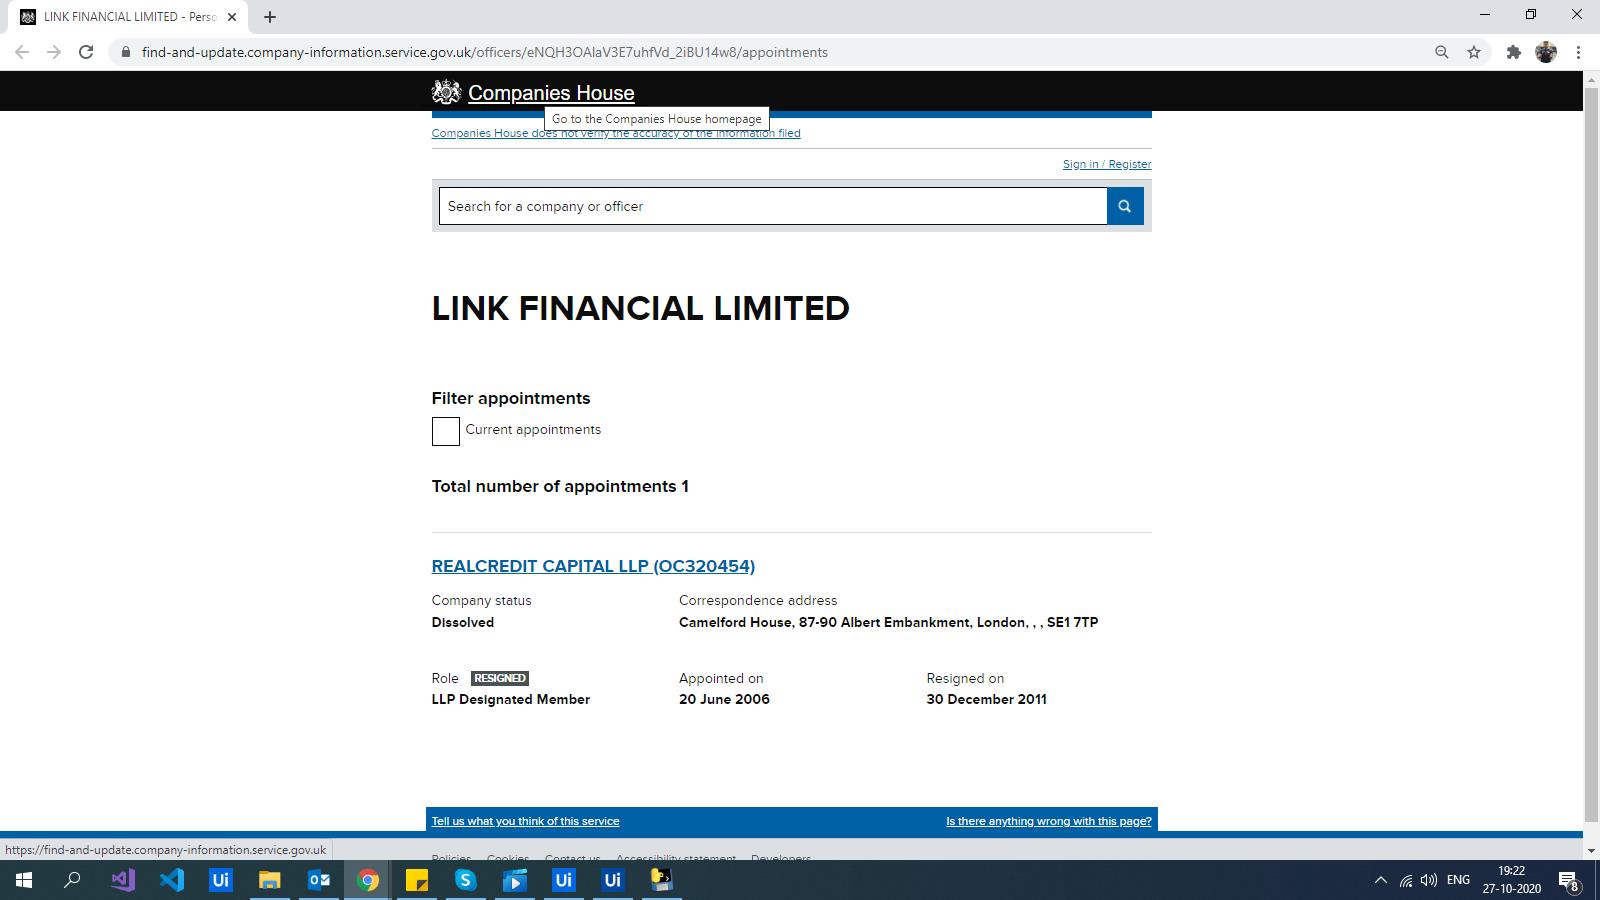 LINK FINANCIAL LIMITED - Perso
find-and-update.company-information.service.gov.uk/officers/eNQH3OAlaV3E7uhfVd_2iBU14w8/appointments
Companies House
Go to the Companies House homepage
Companies House does not verify the accuracy of the information filed
Sign in / Register
Search for a company or officer
LINK FINANCIAL LIMITED
Filter appointments
Current appointments
Total number of appointments 1
REALCREDIT CAPITAL LLP (OC320454)
Company status Correspondence address
Dissolved Camelford House, 87-90 Albert Embankment, London, , , SE1 7TP
Role RESIGNED Appointed on Resigned on
LLP Designated Member 20 June 2006 30 December 2011
Tell us what you think of this service Is there anything wrong with this page?
https://find-and-update.company-information.service.gov.uk
Policies Cookies Contact us Accessibility statement Developers
Ui Ui Ui
ENG 19:22
27-10-2020 8